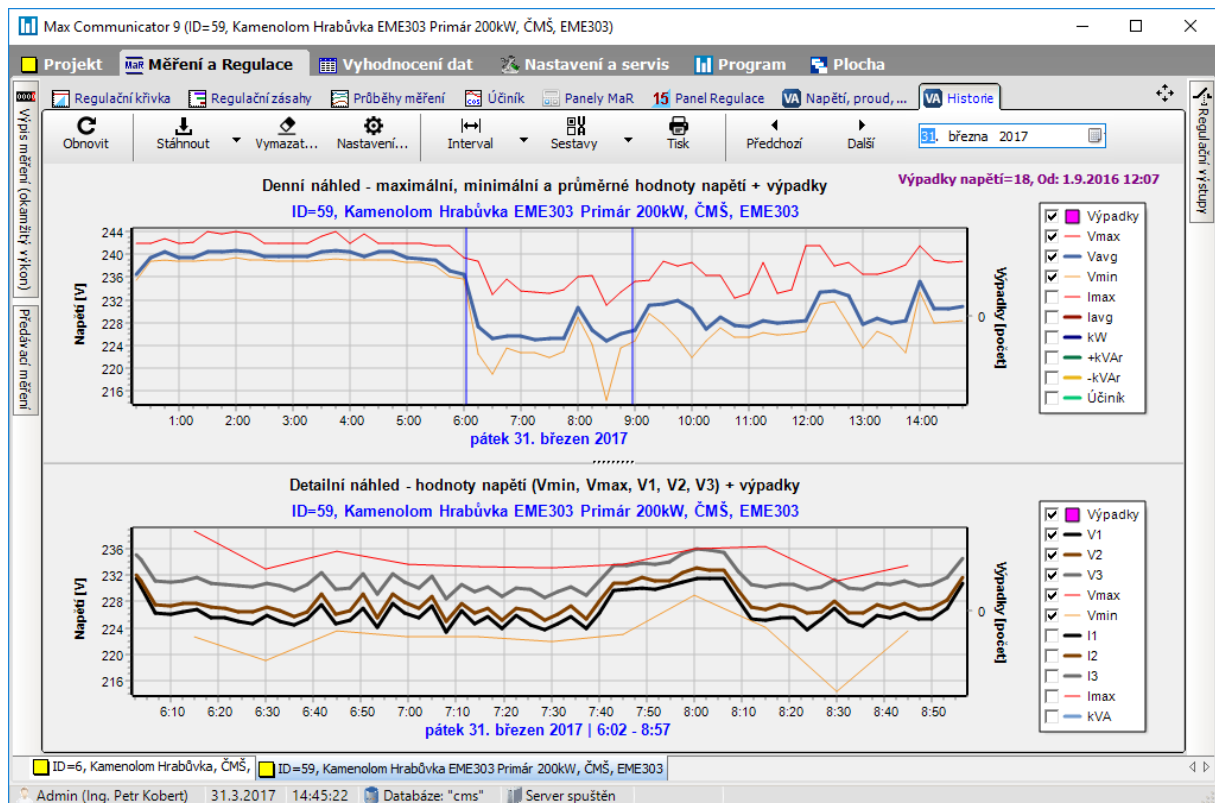 Max Communicator 9 (ID=59, Kamenolom Hrabůvka EME303 Primár 200kW, ČMŠ, EME303)
Projekt MaR Měření a Regulace Vyhodnocení dat Nastavení a servis Program Plocha
Regulační křivka Regulační zásahy Průběhy měření cos Účiník Panely MaR 15 Panel Regulace VA Napětí, proud, ... VA Historie
Výpis měření (okamžitý výkon)
Předávací měření
Regulační výstupy
Obnovit Stáhnout Vymazat... Nastavení... Interval Sestavy Tisk Předchozí Další 31. března 2017
Denní náhled - maximální, minimální a průměrné hodnoty napětí + výpadky
Výpadky napětí=18, Od: 1.9.2016 12:07
ID=59, Kamenolom Hrabůvka EME303 Primár 200kW, ČMŠ, EME303
Napětí [V]
244
240
236
232
228
224
220
216
1:00 2:00 3:00 4:00 5:00 6:00 7:00 8:00 9:00 10:00 11:00 12:00 13:00 14:00
pátek 31. březen 2017
0
Výpadky [počet]
Výpadky
Vmax
Vavg
Vmin
Imax
Iavg
kW
+kVAr
-kVAr
Účiník
Detailní náhled - hodnoty napětí (Vmin, Vmax, V1, V2, V3) + výpadky
ID=59, Kamenolom Hrabůvka EME303 Primár 200kW, ČMŠ, EME303
Napětí [V]
236
232
228
224
220
216
6:10 6:20 6:30 6:40 6:50 7:00 7:10 7:20 7:30 7:40 7:50 8:00 8:10 8:20 8:30 8:40 8:50
pátek 31. březen 2017 | 6:02 - 8:57
0
Výpadky [počet]
Výpadky
V1
V2
V3
Vmax
Vmin
I1
I2
I3
Imax
kVA
ID=6, Kamenolom Hrabůvka, ČMŠ, ID=59, Kamenolom Hrabůvka EME303 Primár 200kW, ČMŠ, EME303
Admin (Ing. Petr Kobert) 31.3.2017 14:45:22 Databáze: "cms" Server spuštěn